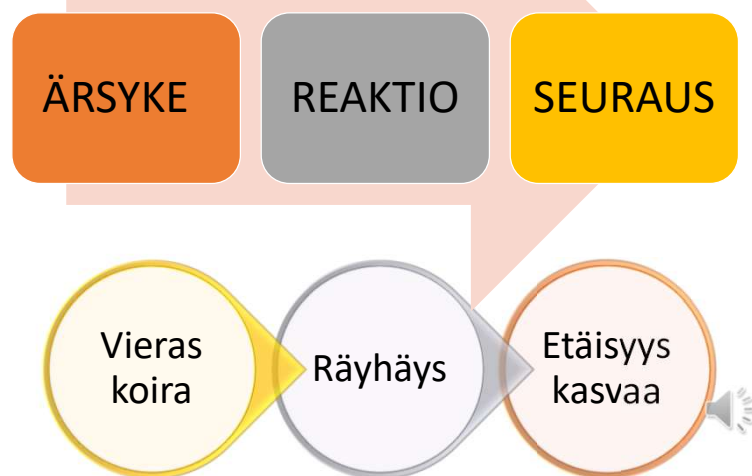 ÄRSYKE
REAKTIO
SEURAUS
Vieras
koira
Räyhäys
Etäisyys
kasvaa